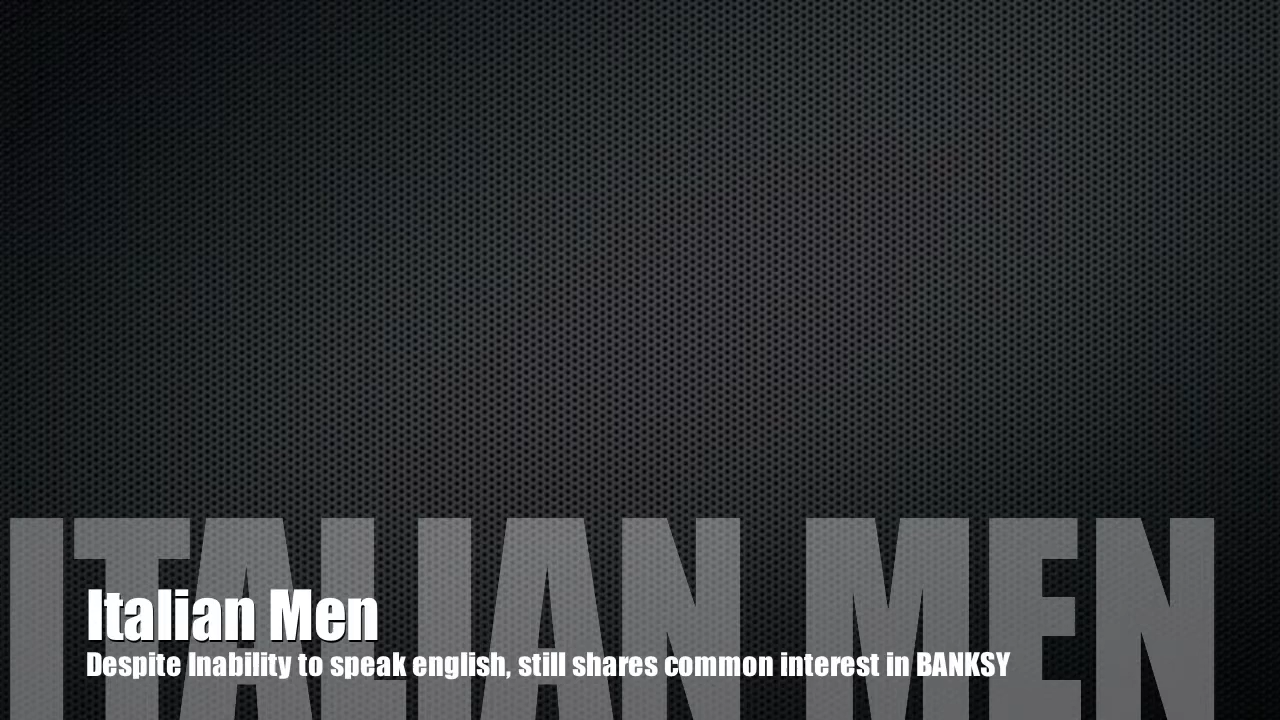 ITALIAN MEN
Italian Men
Despite Inability to speak english, still shares common interest in BANKSY